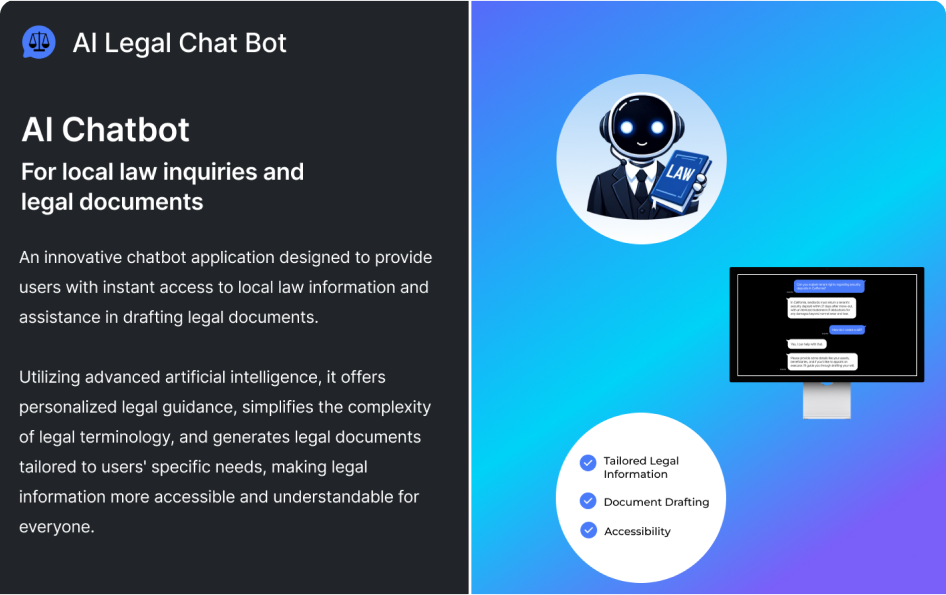 AI Legal Chat Bot
AI Chatbot
For local law inquiries and
legal documents
An innovative chatbot application designed to provide
users with instant access to local law information and
assistance in drafting legal documents.
Utilizing advanced artificial intelligence, it offers
personalized legal guidance, simplifies the complexity
of legal terminology, and generates legal documents
tailored to users' specific needs, making legal
information more accessible and understandable for
everyone.
LAW
Tailored Legal
Information
Document Drafting
Accessibility